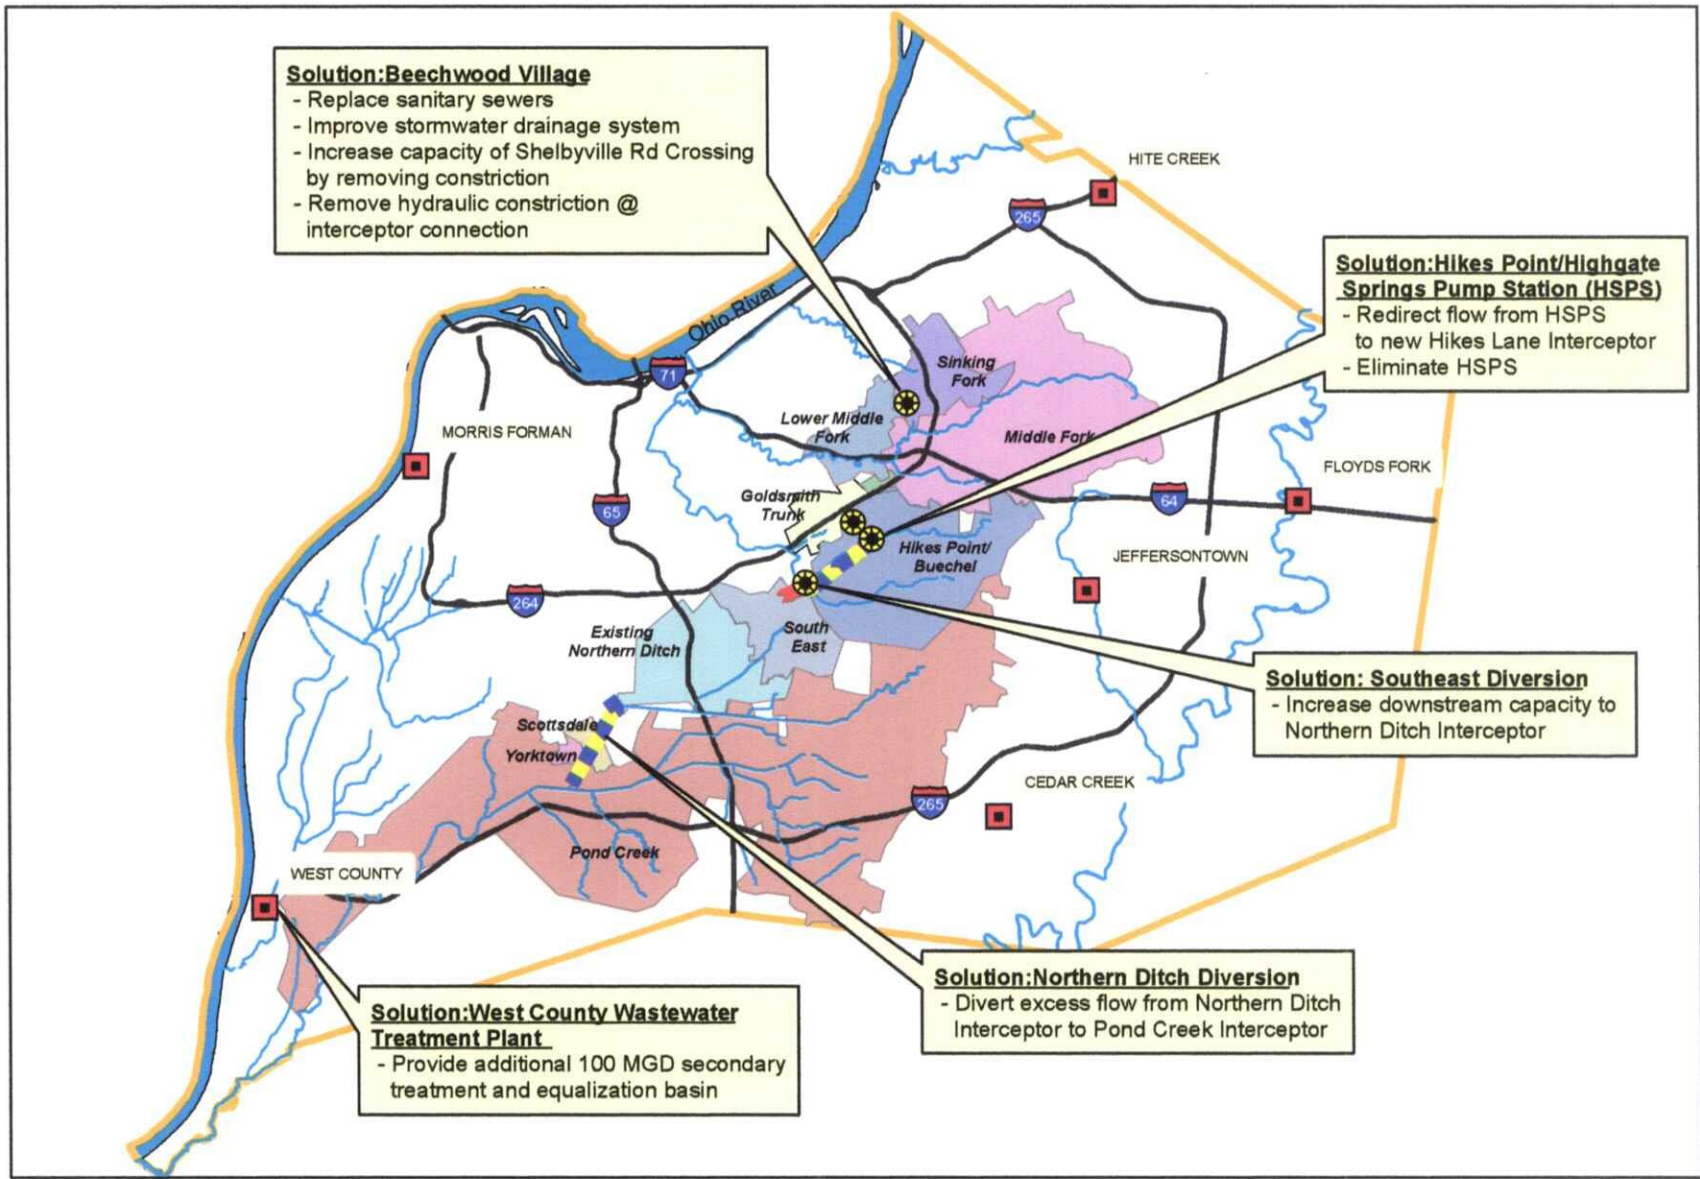 Solution:Beechwood Village
- Replace sanitary sewers
- Improve stormwater drainage system
- Increase capacity of Shelbyville Rd Crossing
by removing constriction
- Remove hydraulic constriction @
interceptor connection
HITE CREEK
265
Solution:Hikes Point/Highgate
Springs Pump Station (HSPS)
- Redirect flow from HSPS
to new Hikes Lane Interceptor
- Eliminate HSPS
Ohio River
71
Sinking
Fork
Lower Middle
Fork
Middle Fork
MORRIS FORMAN
FLOYDS FORK
Goldsmith
Trunk
65
64
Hikes Point/
Buechel
JEFFERSONTOWN
264
Existing
Northern Ditch
South
East
Solution: Southeast Diversion
- Increase downstream capacity to
Northern Ditch Interceptor
Scottsdale
Yorktown
CEDAR CREEK
265
Pond Creek
WEST COUNTY
Solution:Northern Ditch Diversion
- Divert excess flow from Northern Ditch
Interceptor to Pond Creek Interceptor
Solution:West County Wastewater
Treatment Plant
- Provide additional 100 MGD secondary
treatment and equalization basin